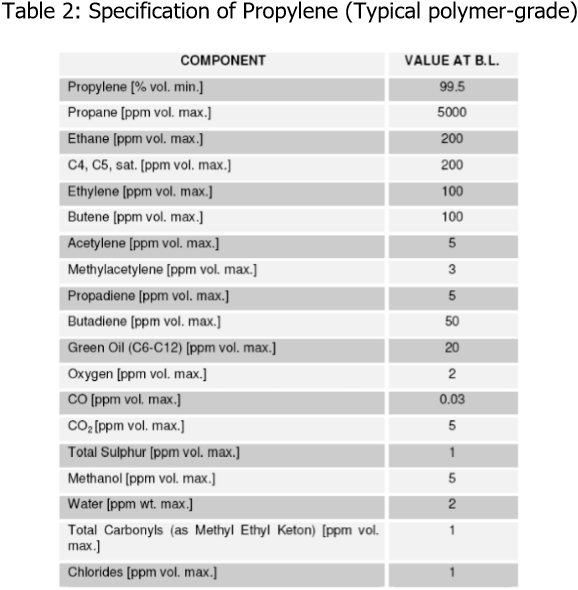 Table 2: Specification of Propylene (Typical polymer-grade)
COMPONENT VALUE AT B.L.
Propylene [% vol. min.] 99.5
Propane [ppm vol. max.] 5000
Ethane [ppm vol. max.] 200
C4, C5, sat. [ppm vol. max.] 200
Ethylene [ppm vol. max.] 100
Butene [ppm vol. max.] 100
Acetylene [ppm vol. max.] 5
Methylacetylene [ppm vol. max.] 3
Propadiene [ppm vol. max.] 5
Butadiene [ppm vol. max.] 50
Green Oil (C6-C12) [ppm vol. max.] 20
Oxygen [ppm vol. max.] 2
CO [ppm vol. max.] 0.03
CO₂ [ppm vol. max.] 5
Total Sulphur [ppm vol. max.] 1
Methanol [ppm vol. max.] 5
Water [ppm wt. max.] 2
Total Carbonyls (as Methyl Ethyl Keton) [ppm vol. 1
max.]
Chlorides [ppm vol. max.] 1